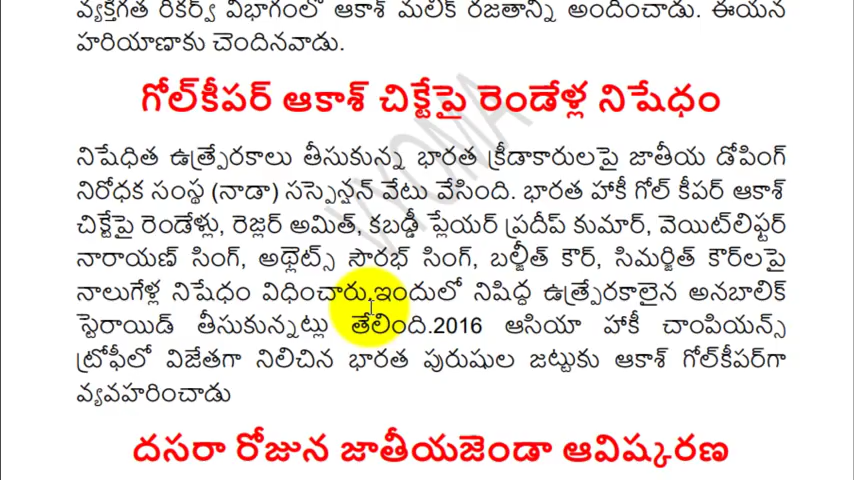 వ్యక్తిగత రికర్వ్ విభాగంలో ఆకాశ్ మలిక్ రజతాన్ని అందించాడు. ఈయన
హరియాణాకు చెందినవాడు.
గోల్‌కీపర్ ఆకాశ్ చిక్టేపై రెండేళ్ల నిషేధం
నిషేధిత ఉత్ప్రేరకాలు తీసుకున్న భారత క్రీడాకారులపై జాతీయ డోపింగ్
నిరోధక సంస్థ (నాడా) సస్పెన్షన్ వేటు వేసింది. భారత హాకీ గోల్ కీపర్ ఆకాశ్
చిక్టేపై రెండేళ్లు, రెజ్లర్ అమిత్, కబడ్డీ ప్లేయర్ ప్రదీప్ కుమార్, వెయిట్‌లిఫ్టర్
నారాయణ్ సింగ్, అథ్లెట్స్ సౌరభ్ సింగ్, బల్జీత్ కౌర్, సిమర్జిత్ కౌర్‌లపై
నాలుగేళ్ల నిషేధం విధించారు.ఇందులో నిషిద్ధ ఉత్ప్రేరకాలైన అనబాలిక్
స్టెరాయిడ్ తీసుకున్నట్లు తేలింది.2016 ఆసియా హాకీ చాంపియన్స్
ట్రోఫీలో విజేతగా నిలిచిన భారత పురుషుల జట్టుకు ఆకాశ్ గోల్‌కీపర్‌గా
వ్యవహరించాడు
దసరా రోజున జాతీయజెండా ఆవిష్కరణ
VYOMA